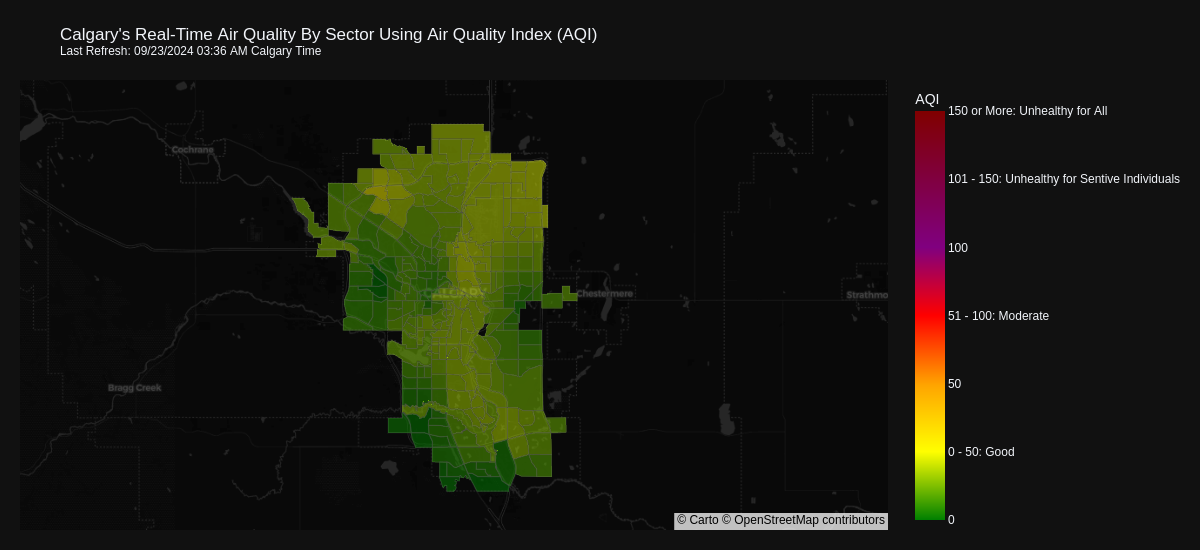 Calgary's Real-Time Air Quality By Sector Using Air Quality Index (AQI)
Last Refresh: 09/23/2024 03:36 AM Calgary Time
AQI
150 or More: Unhealthy for All
Cochrane
101 - 150: Unhealthy for Sentive Individuals
100
CALGARY
Chestermere
Strathmo
51 - 100: Moderate
50
Bragg Creek
0 - 50: Good
0
© Carto © OpenStreetMap contributors